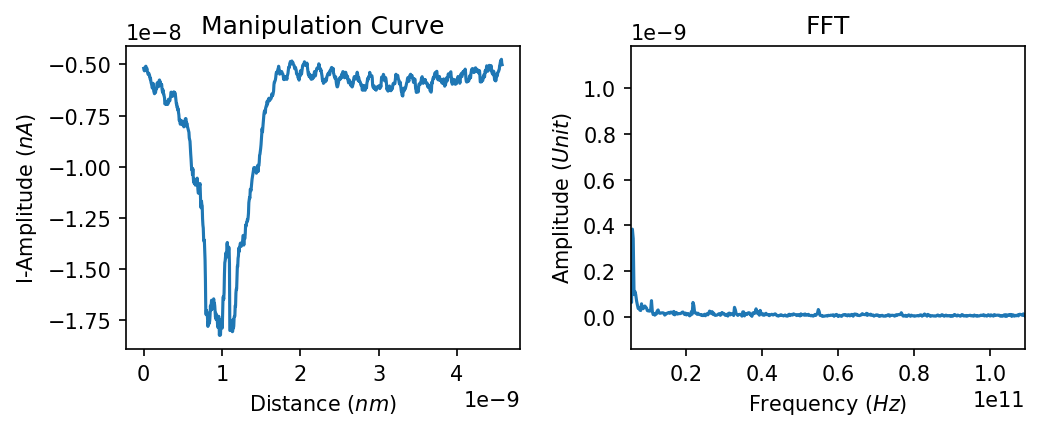 Manipulation Curve
1e−8
−0.50
−0.75
−1.00
−1.25
−1.50
−1.75
I-Amplitude (nA)
0 1 2 3 4
1e−9
Distance (nm)
FFT
1e−9
1.0
0.8
0.6
0.4
0.2
0.0
Amplitude (Unit)
0.2 0.4 0.6 0.8 1.0
1e11
Frequency (Hz)